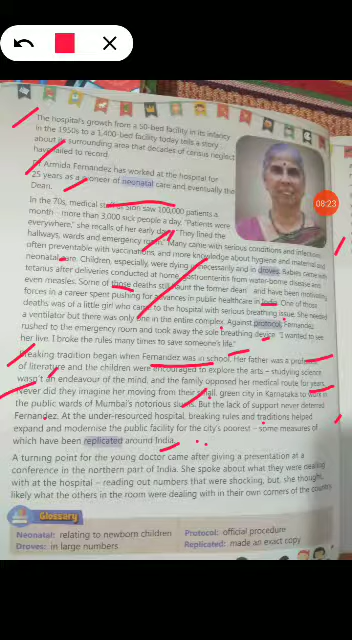 The hospital's growth from a 50-bed facility in its infancy
in the 1950s to a 1,400-bed facility today tells a story
about its surrounding area that decades of census neglect
have failed to record.
Dr Armida Fernandez has worked at the hospital for
25 years as a pioneer of neonatal care and eventually the
Dean.
In the 70s, medical staff of Sion saw 100,000 patients a
month – more than 3,000 sick people a day. "Patients were
everywhere," she recalls of her early days. "They lined the
hallways, wards and emergency room." Many came with serious conditions and infections
often preventable with vaccinations, and more knowledge about hygiene and maternal and
neonatal care. Children, especially, were dying unnecessarily and in droves. Babies came with
tetanus after deliveries conducted at home, gastroenteritis from water-borne disease and
even measles. Some of those deaths still haunt the former dean and have been motivating
forces in a career spent pushing for advances in public healthcare in India. One of those
deaths was of a little girl who came to the hospital with serious breathing issue. She needed
a ventilator but there was only one in the entire complex. Against protocol, Fernandez
rushed to the emergency room and took away the sole breathing device. "I wanted to see
her live. I broke the rules many times to save someone's life."
Breaking tradition began when Fernandez was in school. Her father was a professor
of literature and the children were encouraged to explore the arts – studying science
wasn't an endeavour of the mind, and the family opposed her medical route for years.
Never did they imagine her moving from their small, green city in Karnataka to work in
the public wards of Mumbai's notorious slums. But the lack of support never deterred
Fernandez. At the under-resourced hospital, breaking rules and traditions helped
expand and modernise the public facility for the city's poorest – some measures of
which have been replicated around India.
A turning point for the young doctor came after giving a presentation at a
conference in the northern part of India. She spoke about what they were dealing
with at the hospital – reading out numbers that were shocking, but, she thought,
likely what the others in the room were dealing with in their own corners of the country
Glossary
Neonatal: relating to newborn children
Protocol: official procedure
Droves: in large numbers
Replicated: made an exact copy
08:23